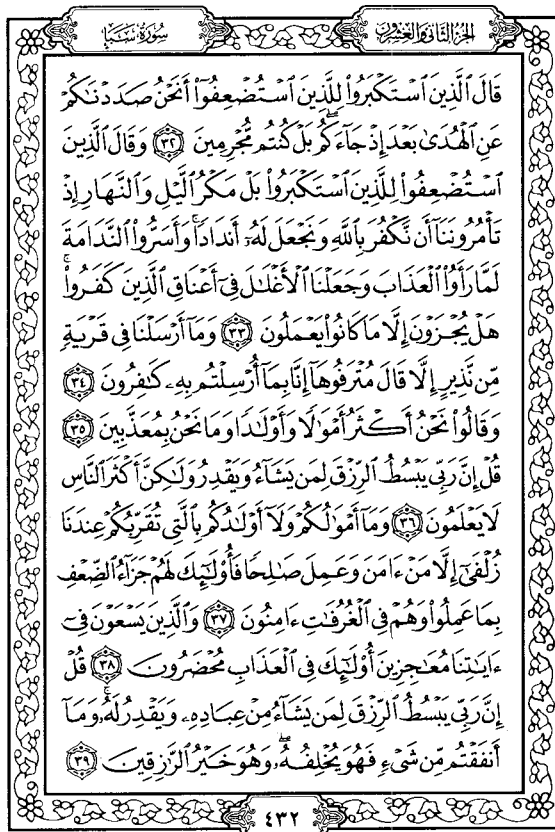 الجزء الثاني والعشرون
سورة سبإ
قَالَ ٱلَّذِينَ ٱسۡتَكۡبَرُواْ لِلَّذِينَ ٱسۡتُضۡعِفُوٓاْ أَنَحۡنُ صَدَدۡنَٰكُمۡ
عَنِ ٱلۡهُدَىٰ بَعۡدَ إِذۡ جَآءَكُمۖ بَلۡ كُنتُم مُّجۡرِمِينَ ٣٢ وَقَالَ ٱلَّذِينَ
ٱسۡتُضۡعِفُواْ لِلَّذِينَ ٱسۡتَكۡبَرُواْ بَلۡ مَكۡرُ ٱلَّيۡلِ وَٱلنَّهَارِ إِذۡ
تَأۡمُرُونَنَآ أَن نَّكۡفُرَ بِٱللَّهِ وَنَجۡعَلَ لَهُۥٓ أَندَادٗاۚ وَأَسَرُّواْ ٱلنَّدَامَةَ
لَمَّا رَأَوُاْ ٱلۡعَذَابَ وَجَعَلۡنَا ٱلۡأَغۡلَٰلَ فِيٓ أَعۡنَاقِ ٱلَّذِينَ كَفَرُواْۚ
هَلۡ يُجۡزَوۡنَ إِلَّا مَا كَانُواْ يَعۡمَلُونَ ٣٣ وَمَآ أَرۡسَلۡنَا فِي قَرۡيَةٖ
مِّن نَّذِيرٍ إِلَّا قَالَ مُتۡرَفُوهَآ إِنَّا بِمَآ أُرۡسِلۡتُم بِهِۦ كَٰفِرُونَ ٣٤
وَقَالُواْ نَحۡنُ أَكۡثَرُ أَمۡوَٰلٗا وَأَوۡلَٰدٗا وَمَا نَحۡنُ بِمُعَذَّبِينَ ٣٥
قُلۡ إِنَّ رَبِّي يَبۡسُطُ ٱلرِّزۡقَ لِمَن يَشَآءُ وَيَقۡدِرُ وَلَٰكِنَّ أَكۡثَرَ ٱلنَّاسِ
لَا يَعۡلَمُونَ ٣٦ وَمَآ أَمۡوَٰلُكُمۡ وَلَآ أَوۡلَٰدُكُم بِٱلَّتِي تُقَرِّبُكُمۡ عِندَنَا
زُلۡفَىٰٓ إِلَّا مَنۡ ءَامَنَ وَعَمِلَ صَٰلِحٗا فَأُوْلَٰٓئِكَ لَهُمۡ جَزَآءُ ٱلضِّعۡفِ
بِمَا عَمِلُواْ وَهُمۡ فِي ٱلۡغُرُفَٰتِ ءَامِنُونَ ٣٧ وَٱلَّذِينَ يَسۡعَوۡنَ فِيٓ
ءَايَٰتِنَا مُعَٰجِزِينَ أُوْلَٰٓئِكَ فِي ٱلۡعَذَابِ مُحۡضَرُونَ ٣٨ قُلۡ
إِنَّ رَبِّي يَبۡسُطُ ٱلرِّزۡقَ لِمَن يَشَآءُ مِنۡ عِبَادِهِۦ وَيَقۡدِرُ لَهُۥۚ وَمَآ
أَنفَقۡتُم مِّن شَيۡءٖ فَهُوَ يُخۡلِفُهُۥۖ وَهُوَ خَيۡرُ ٱلرَّٰزِقِينَ ٣٩
٤٣٢